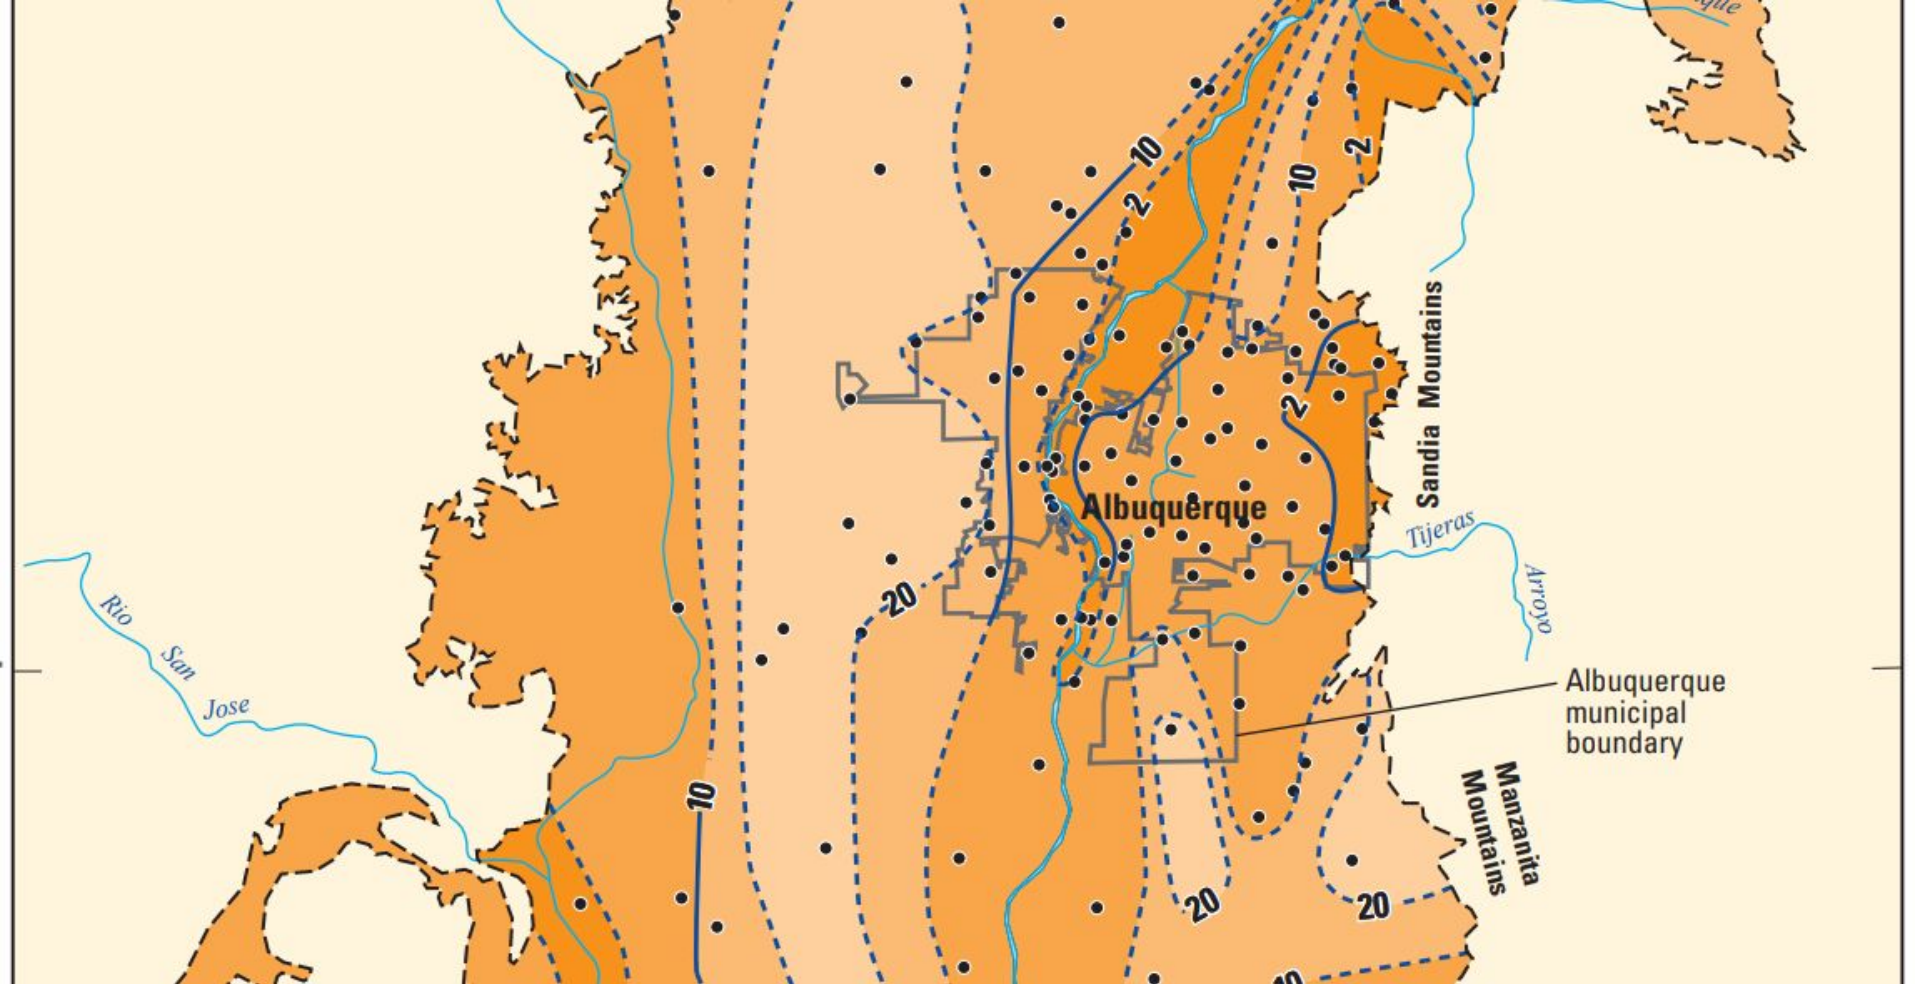 10
2
10
2
Sandia Mountains
2
Albuquerque
Tijeras
Arroyo
20
Rio
San
Jose
Albuquerque
municipal
boundary
10
Manzanita
Mountains
20
20